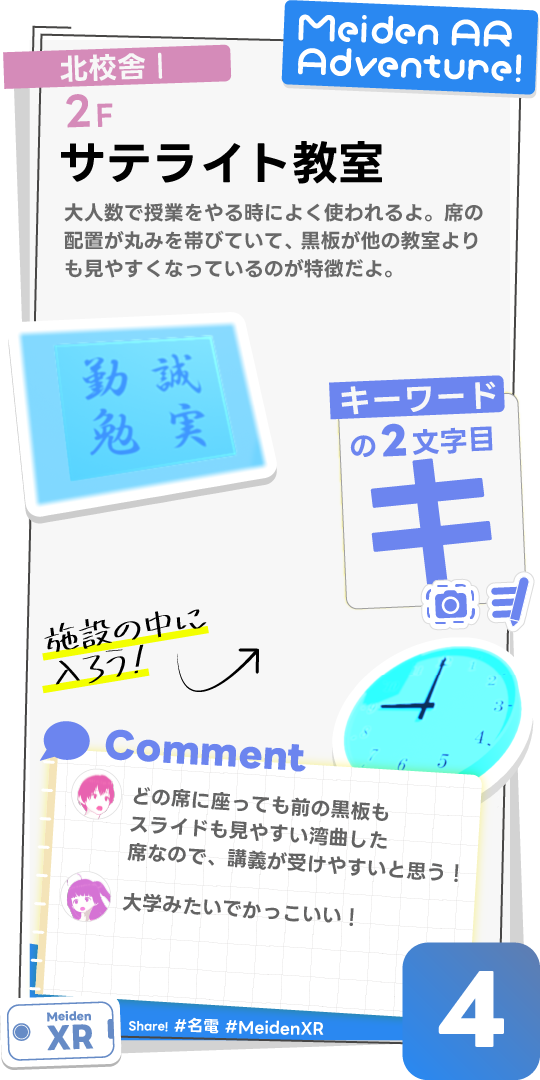 Meiden AR
Adventure!
北校舎 I
2F
サテライト教室
大人数で授業をやる時によく使われるよ。席の
配置が丸みを帯びていて、黒板が他の教室より
も見やすくなっているのが特徴だよ。
誠実
勤勉
キーワード
の2文字目
キ
施設の中に
入ろう!
1
2
3
4
5
6
7
Comment
どの席に座っても前の黒板も
スライドも見やすい湾曲した
席なので、講義が受けやすいと思う！
大学みたいでかっこいい！
Meiden
XR
Share! #名電 #MeidenXR
4